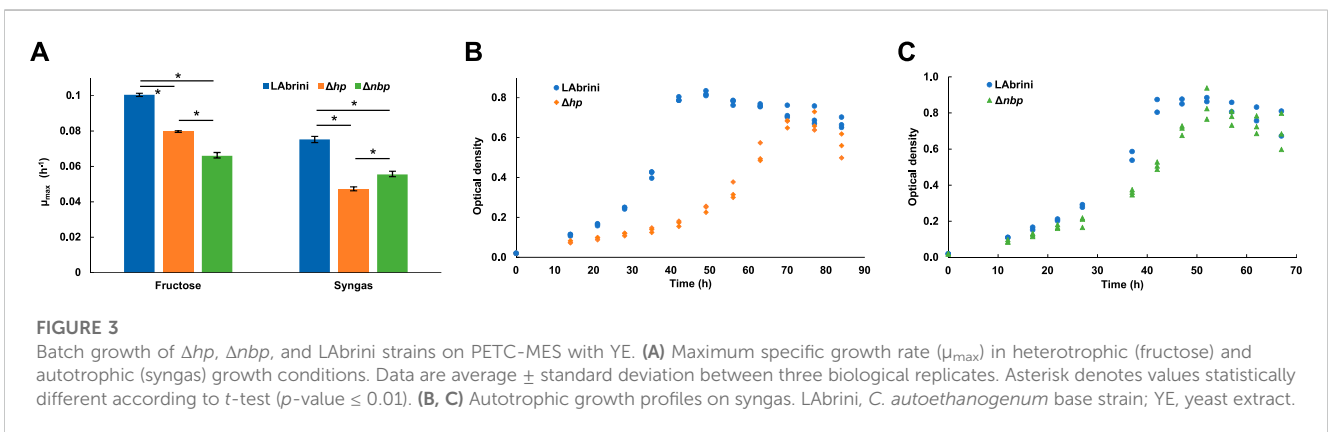 A
B
C
LAbrini Δhp Δnbp
* * * * * *
0.1
0.08
0.06
0.04
0.02
0
μmax (h-1)
Fructose Syngas
LAbrini
Δhp
0.8
0.6
0.4
0.2
0.0
Optical density
0 10 20 30 40 50 60 70 80 90
Time (h)
LAbrini
Δnbp
1.0
0.8
0.6
0.4
0.2
0.0
Optical density
0 10 20 30 40 50 60 70
Time (h)
FIGURE 3
Batch growth of Δhp, Δnbp, and LAbrini strains on PETC-MES with YE. (A) Maximum specific growth rate (μmax) in heterotrophic (fructose) and
autotrophic (syngas) growth conditions. Data are average ± standard deviation between three biological replicates. Asterisk denotes values statistically
different according to t-test (p-value ≤ 0.01). (B, C) Autotrophic growth profiles on syngas. LAbrini, C. autoethanogenum base strain; YE, yeast extract.